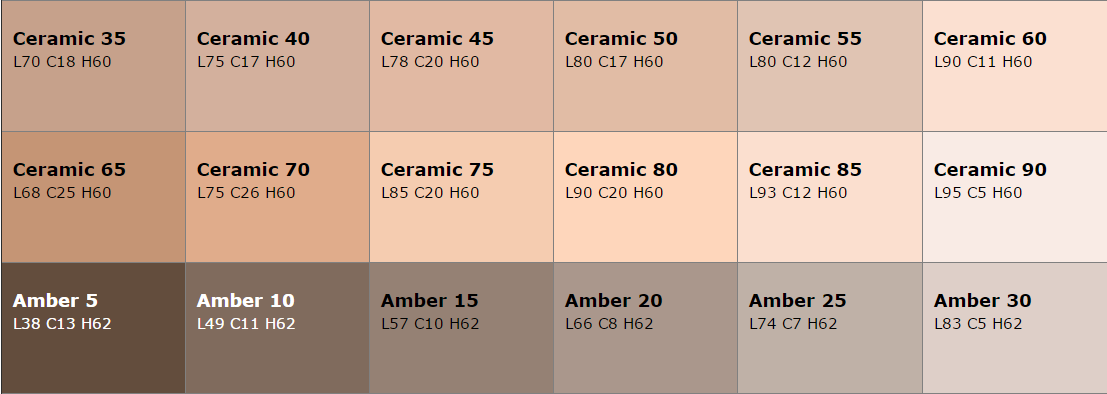 Ceramic 35
L70 C18 H60
Ceramic 40
L75 C17 H60
Ceramic 45
L78 C20 H60
Ceramic 50
L80 C17 H60
Ceramic 55
L80 C12 H60
Ceramic 60
L90 C11 H60
Ceramic 65
L68 C25 H60
Ceramic 70
L75 C26 H60
Ceramic 75
L85 C20 H60
Ceramic 80
L90 C20 H60
Ceramic 85
L93 C12 H60
Ceramic 90
L95 C5 H60
Amber 5
L38 C13 H62
Amber 10
L49 C11 H62
Amber 15
L57 C10 H62
Amber 20
L66 C8 H62
Amber 25
L74 C7 H62
Amber 30
L83 C5 H62